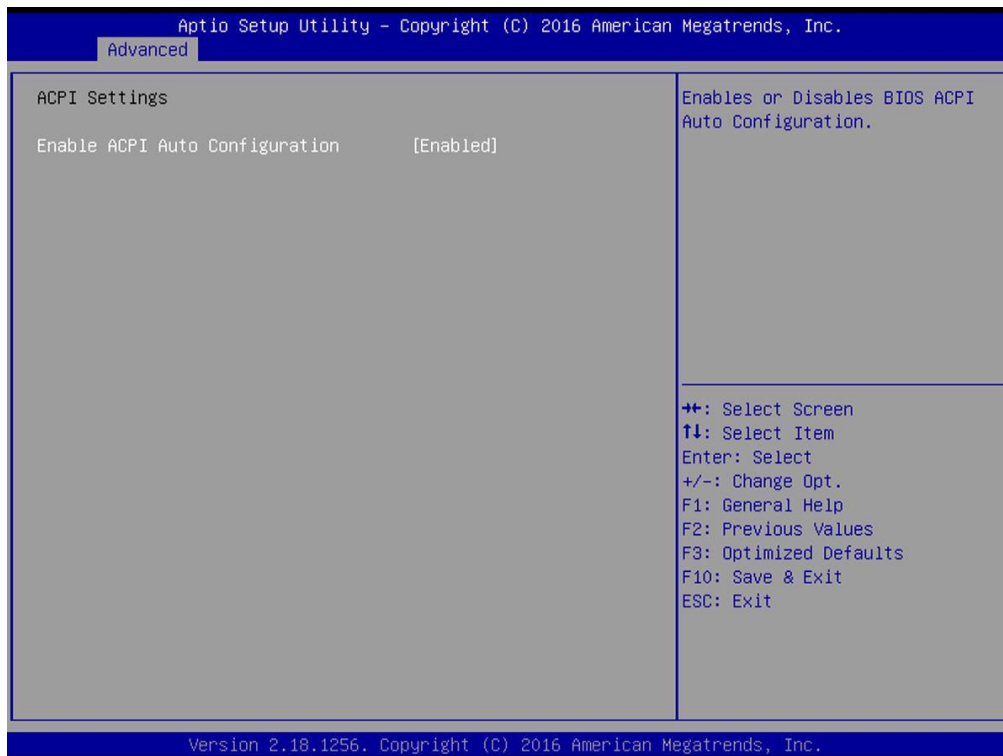 Aptio Setup Utility – Copyright (C) 2016 American Megatrends, Inc.
Advanced
ACPI Settings
Enable ACPI Auto Configuration [Enabled]
Enables or Disables BIOS ACPI
Auto Configuration.
→←: Select Screen
↑↓: Select Item
Enter: Select
+/-: Change Opt.
F1: General Help
F2: Previous Values
F3: Optimized Defaults
F10: Save & Exit
ESC: Exit
Version 2.18.1256. Copyright (C) 2016 American Megatrends, Inc.